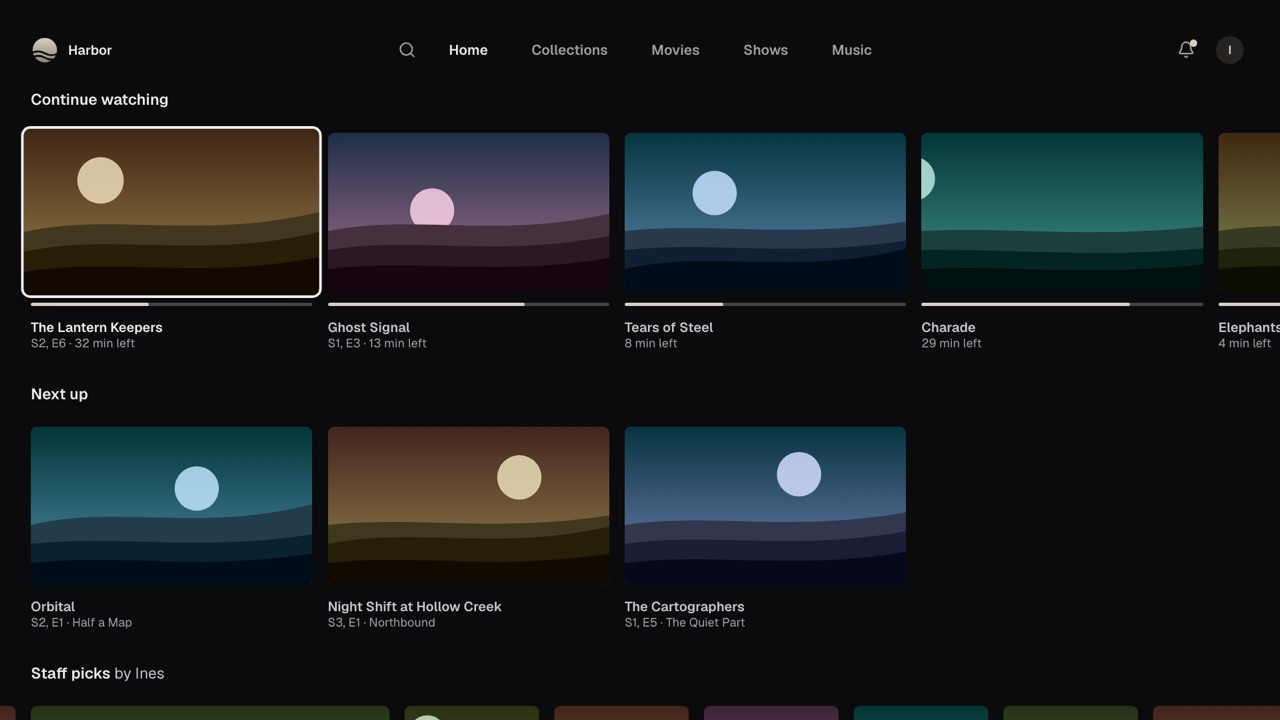 Harbor
Home
Collections
Movies
Shows
Music
I
Continue watching
The Lantern Keepers
S2, E6 · 32 min left
Ghost Signal
S1, E3 · 13 min left
Tears of Steel
8 min left
Charade
29 min left
Elephants
4 min left
Next up
Orbital
S2, E1 · Half a Map
Night Shift at Hollow Creek
S3, E1 · Northbound
The Cartographers
S1, E5 · The Quiet Part
Staff picks by Ines